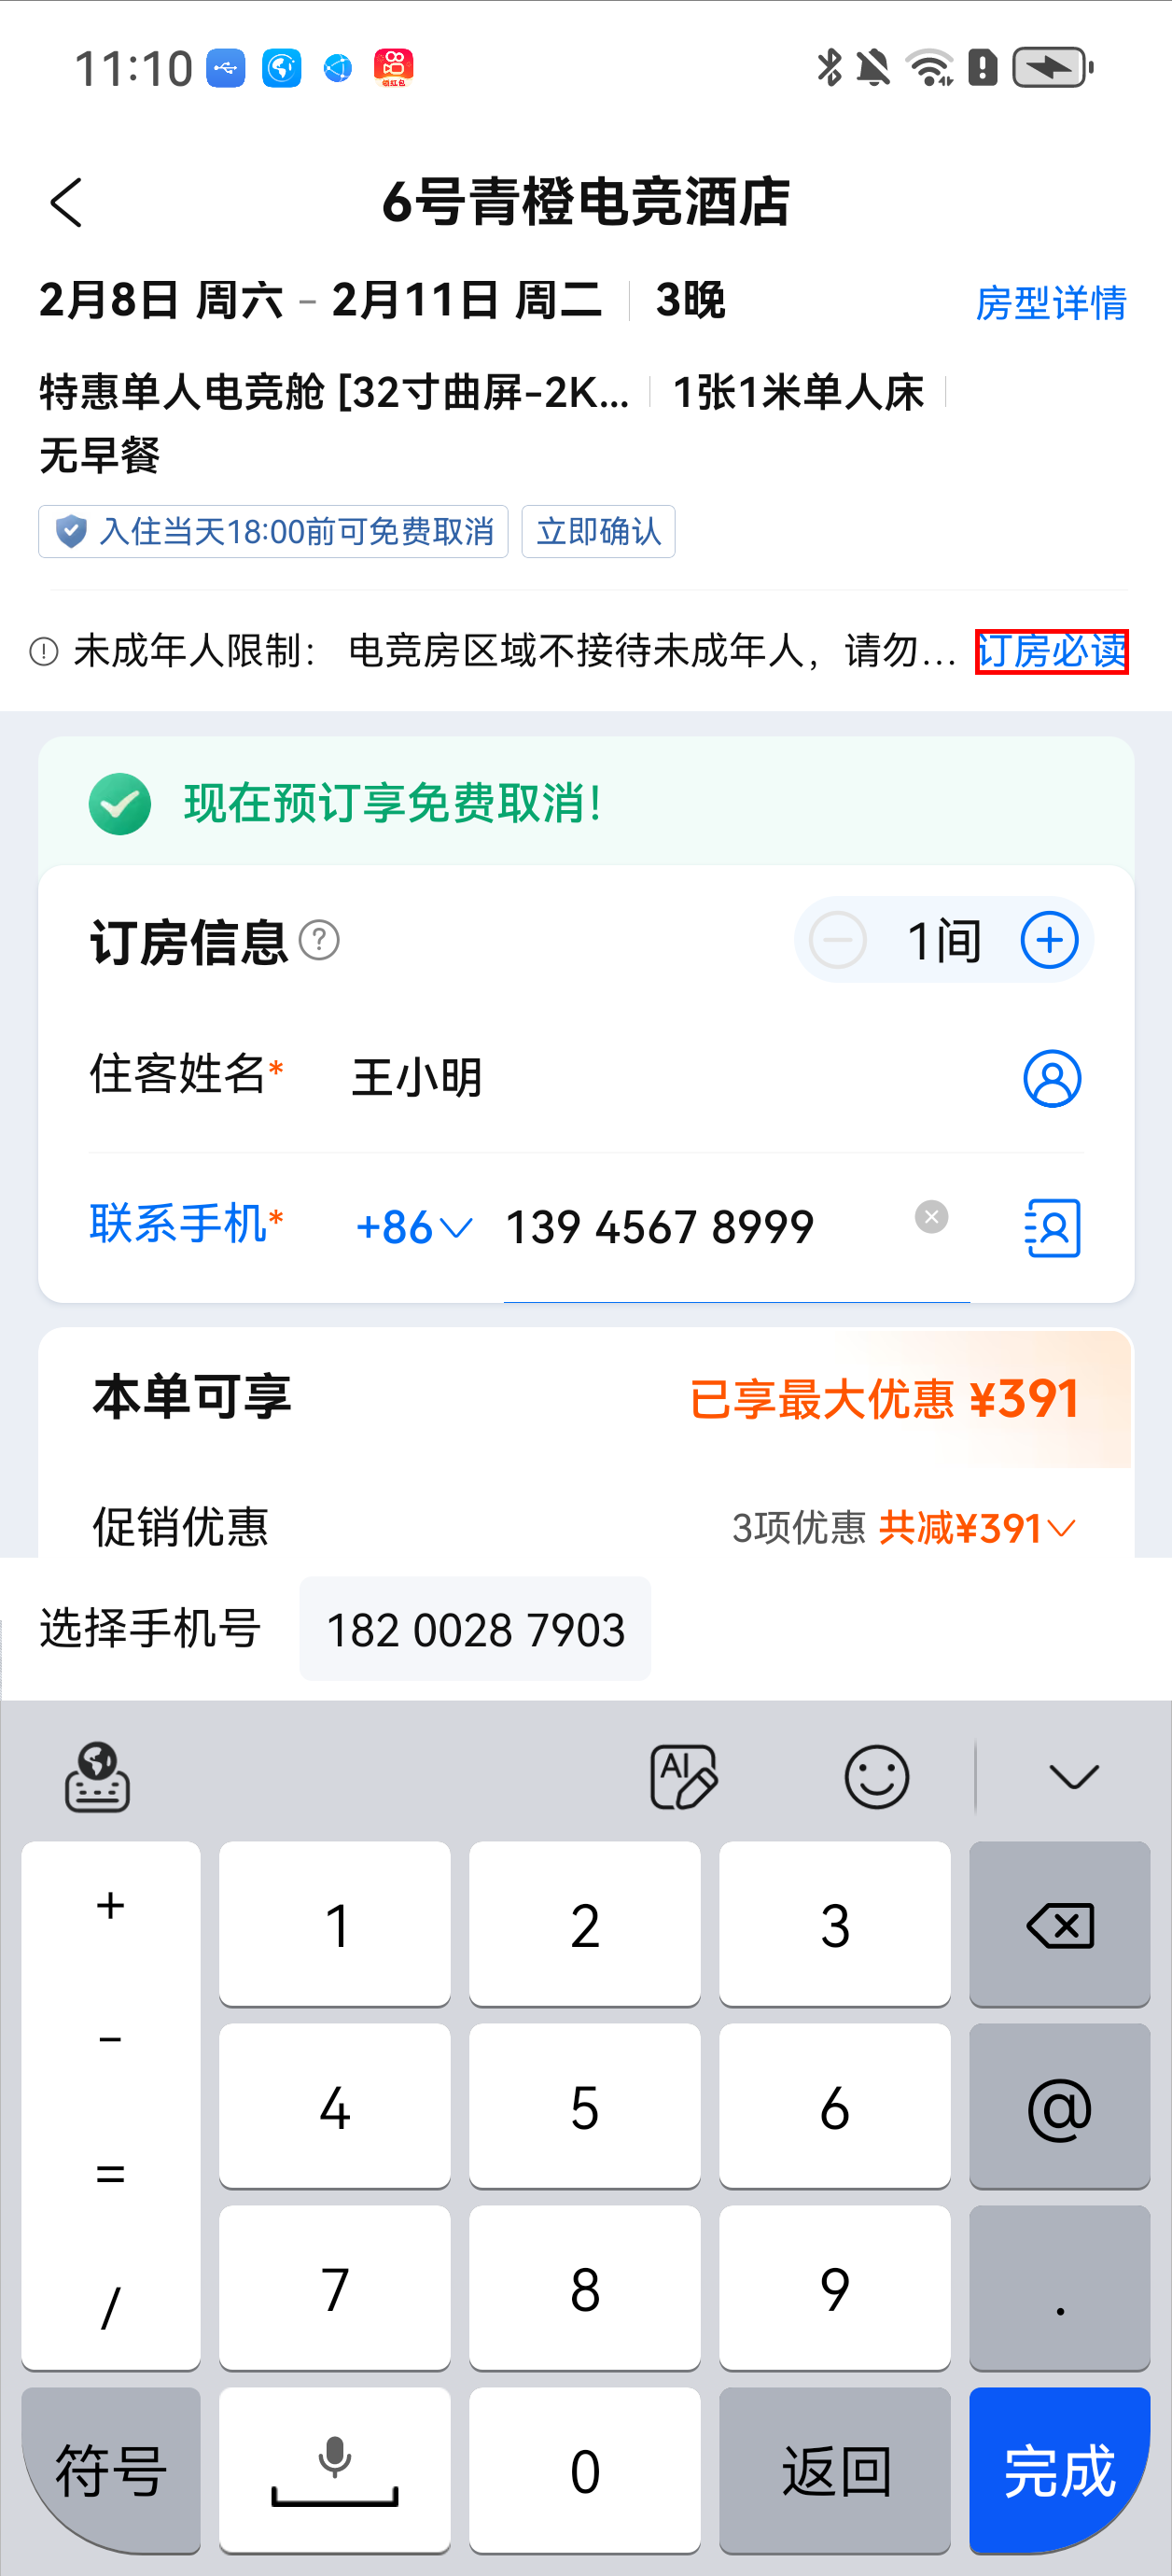 11:10
领红包
6号青橙电竞酒店
2月8日 周六 - 2月11日 周二 3晚 房型详情
特惠单人电竞舱 [32寸曲屏-2K... 1张1米单人床
无早餐
入住当天18:00前可免费取消 立即确认
未成年人限制： 电竞房区域不接待未成年人，请勿... 订房必读
现在预订享免费取消！
订房信息 ? 1间
住客姓名* 王小明
联系手机* +86 139 4567 8999
本单可享 已享最大优惠 ¥391
促销优惠 3项优惠 共减¥391
选择手机号 182 0028 7903
AI
+ 1 2 3
- 4 5 6 @
=
/ 7 8 9 .
符号 0 返回 完成